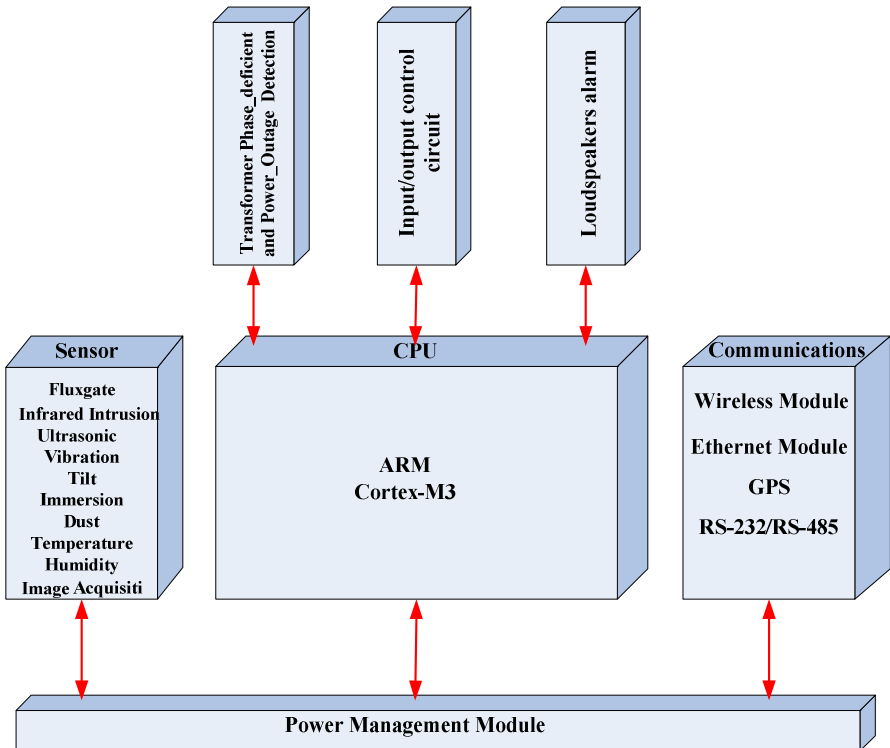 Transformer Phase_deficient
and Power_Outage Detection
Input/output control
circuit
Loudspeakers alarm
Sensor
Fluxgate
Infrared Intrusion
Ultrasonic
Vibration
Tilt
Immersion
Dust
Temperature
Humidity
Image Acquisiti
CPU
ARM
Cortex-M3
Communications
Wireless Module
Ethernet Module
GPS
RS-232/RS-485
Power Management Module